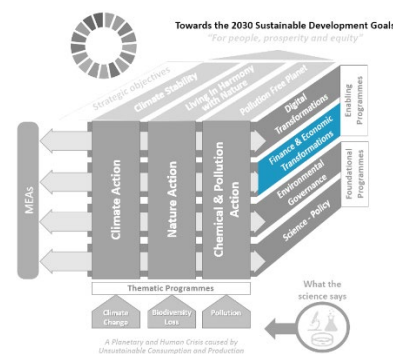 Towards the 2030 Sustainable Development Goals
"For people, prosperity and equity"
Strategic objectives
Climate Stability
Living in Harmony
with Nature
Pollution Free Planet
Digital
Transformations
Finance & Economic
Transformations
Environmental
Governance
Science - Policy
Enabling
Programmes
Foundational
Programmes
MEAs
Climate Action
Nature Action
Chemical & Pollution
Action
Thematic Programmes
Climate
Change
Biodiversity
Loss
Pollution
What the
science says
A Planetary and Human Crisis caused by
Unsustainable Consumption and Production